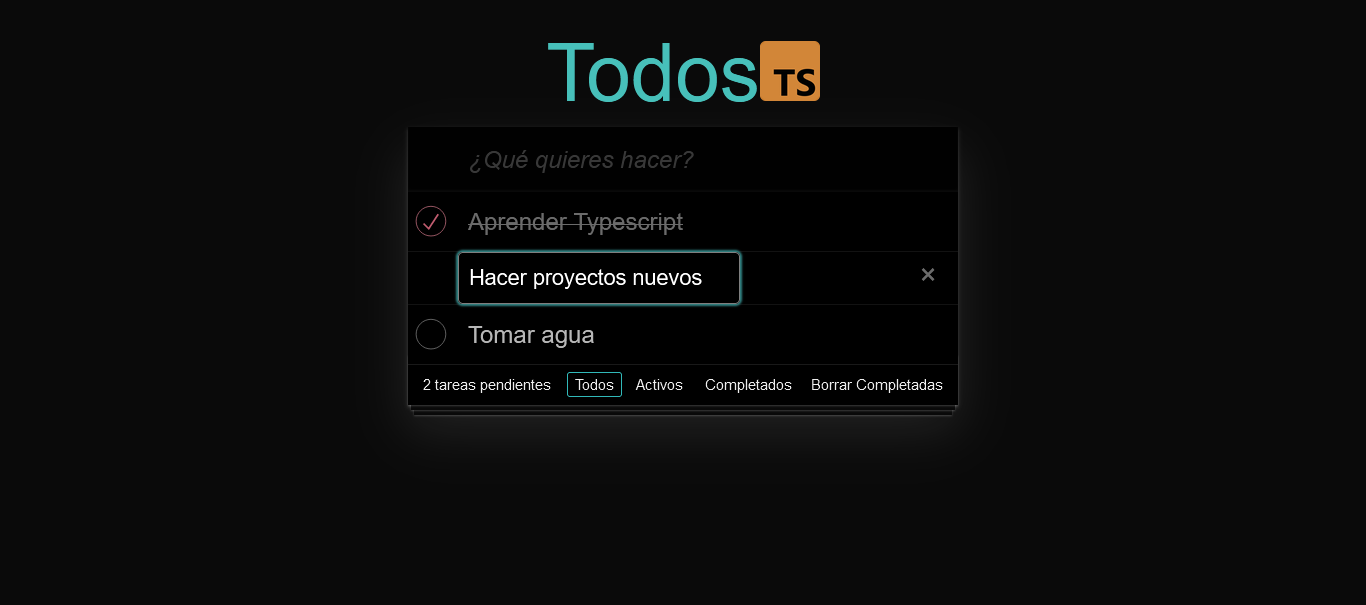 Todos TS
¿Qué quieres hacer?
Aprender Typescript
Hacer proyectos nuevos
Tomar agua
2 tareas pendientes Todos Activos Completados Borrar Completadas